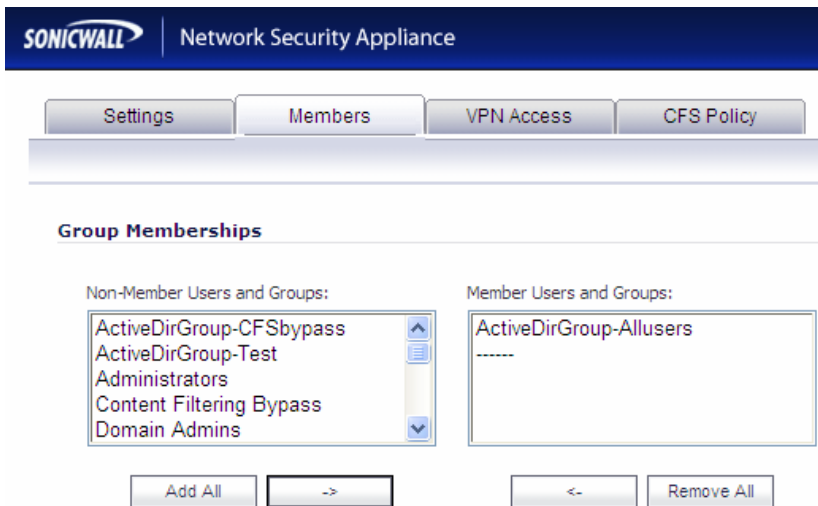 SONICWALL Network Security Appliance
Settings Members VPN Access CFS Policy
Group Memberships
Non-Member Users and Groups:
ActiveDirGroup-CFSbypass
ActiveDirGroup-Test
Administrators
Content Filtering Bypass
Domain Admins
Member Users and Groups:
ActiveDirGroup-Allusers
------
Add All -> <- Remove All